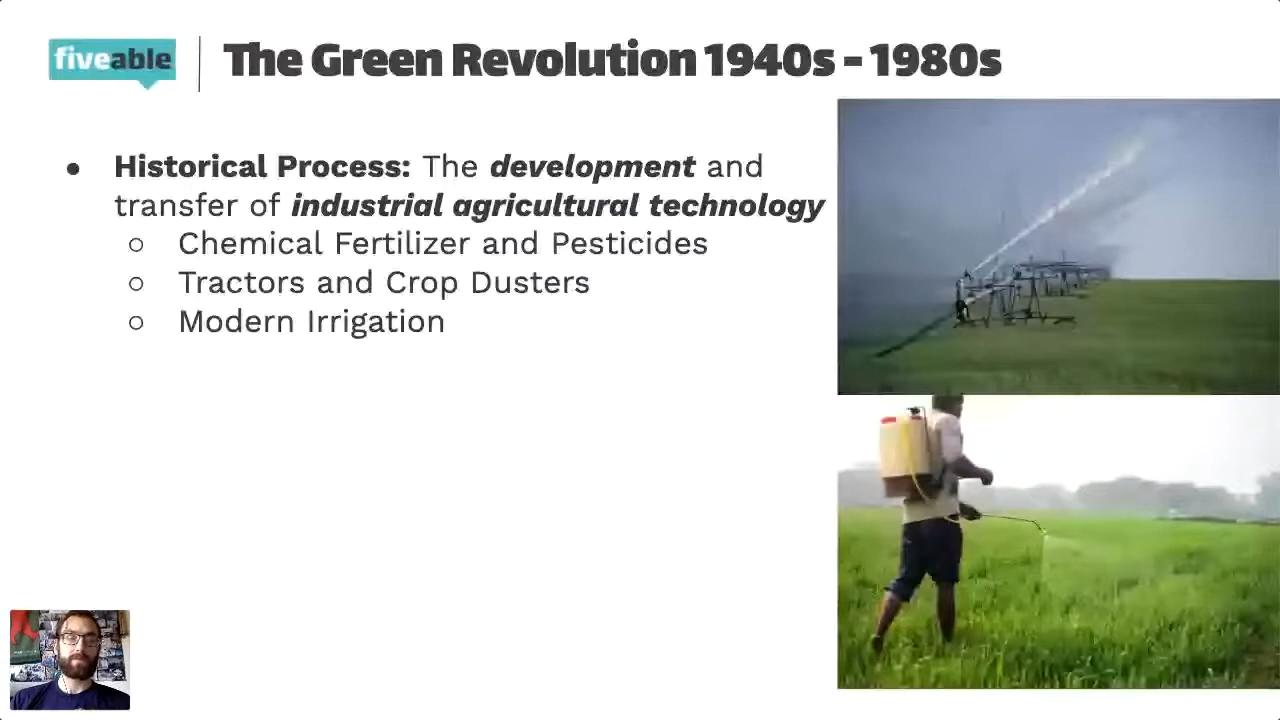 fiveable
The Green Revolution 1940s – 1980s
● Historical Process: The development and
transfer of industrial agricultural technology
○ Chemical Fertilizer and Pesticides
○ Tractors and Crop Dusters
○ Modern Irrigation